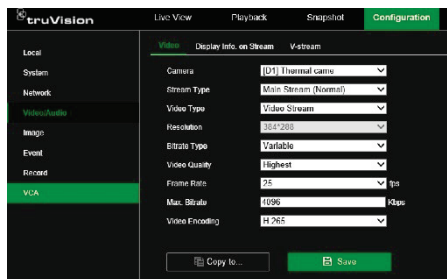 truVision Live View Playback Snapshot Configuration
Local
System
Network
Video/Audio
Image
Event
Record
VCA
Video Display Info. on Stream V-stream
Camera [D1] Thermal came
Stream Type Main Stream (Normal)
Video Type Video Stream
Resolution 384*288
Bitrate Type Variable
Video Quality Highest
Frame Rate 25 fps
Max. Bitrate 4096 Kbps
Video Encoding H.265
Copy to... Save